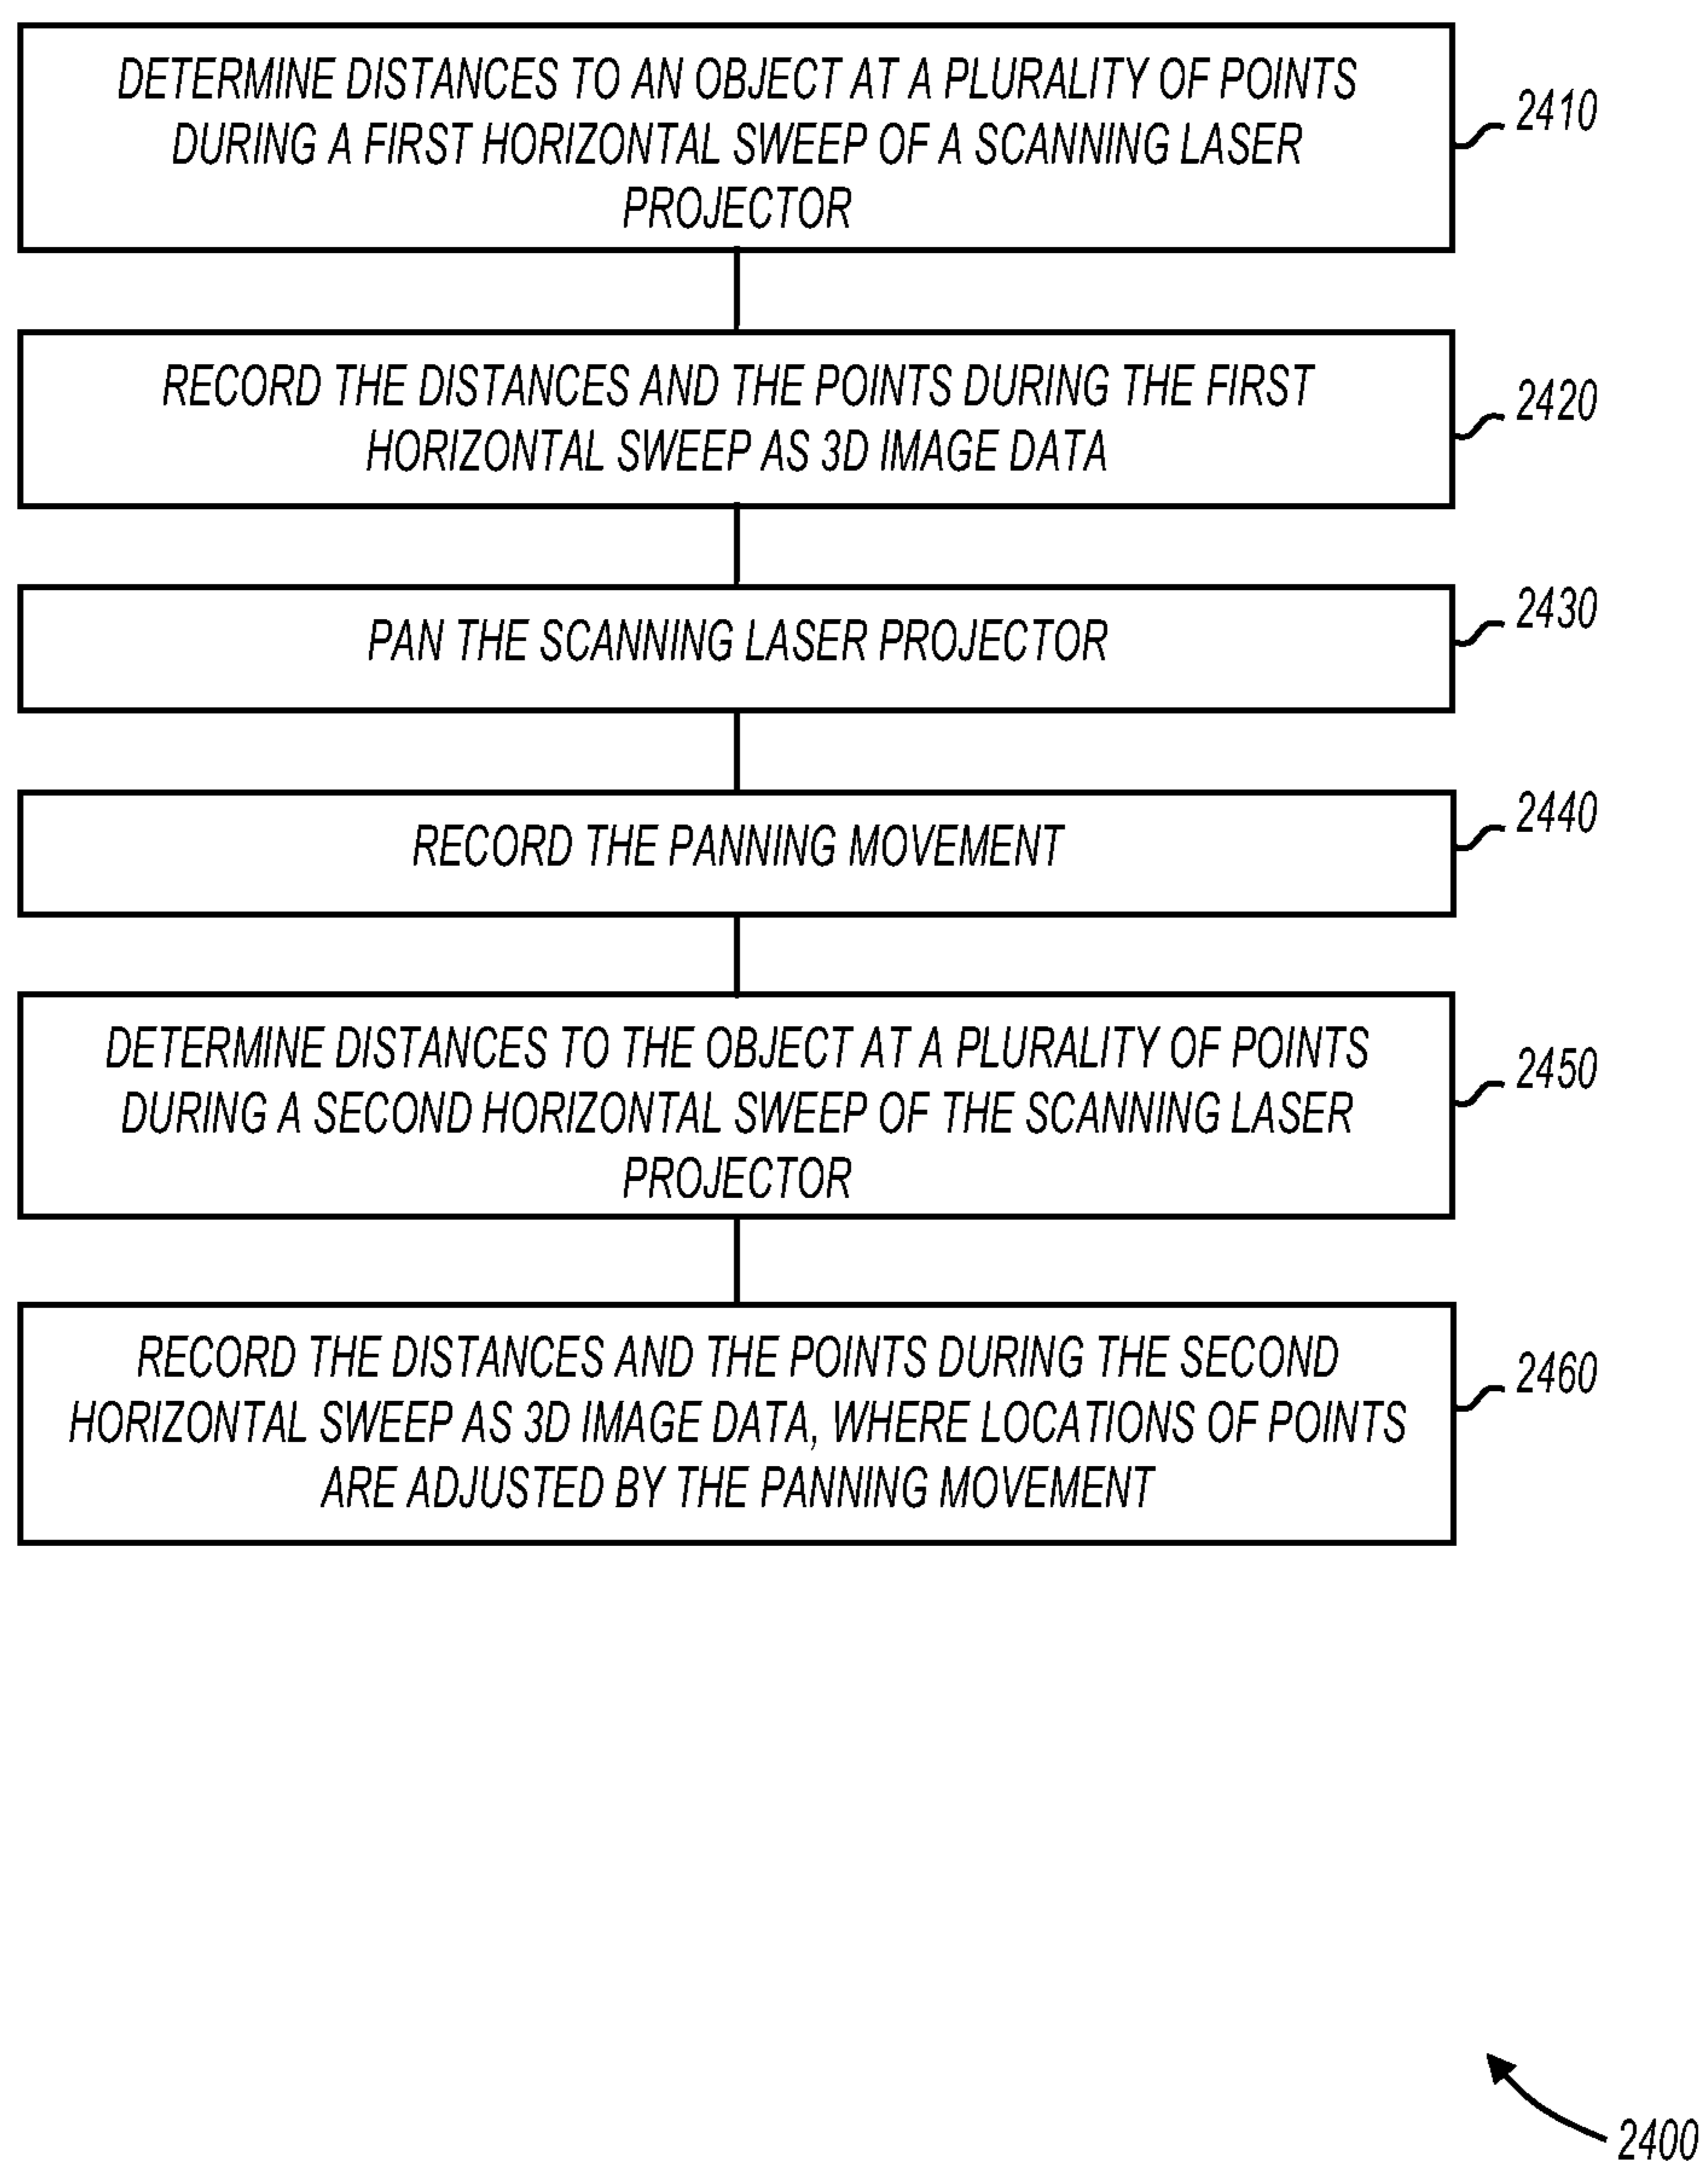 DETERMINE DISTANCES TO AN OBJECT AT A PLURALITY OF POINTS
DURING A FIRST HORIZONTAL SWEEP OF A SCANNING LASER
PROJECTOR
2410
RECORD THE DISTANCES AND THE POINTS DURING THE FIRST
HORIZONTAL SWEEP AS 3D IMAGE DATA
2420
PAN THE SCANNING LASER PROJECTOR
2430
RECORD THE PANNING MOVEMENT
2440
DETERMINE DISTANCES TO THE OBJECT AT A PLURALITY OF POINTS
DURING A SECOND HORIZONTAL SWEEP OF THE SCANNING LASER
PROJECTOR
2450
RECORD THE DISTANCES AND THE POINTS DURING THE SECOND
HORIZONTAL SWEEP AS 3D IMAGE DATA, WHERE LOCATIONS OF POINTS
ARE ADJUSTED BY THE PANNING MOVEMENT
2460
2400